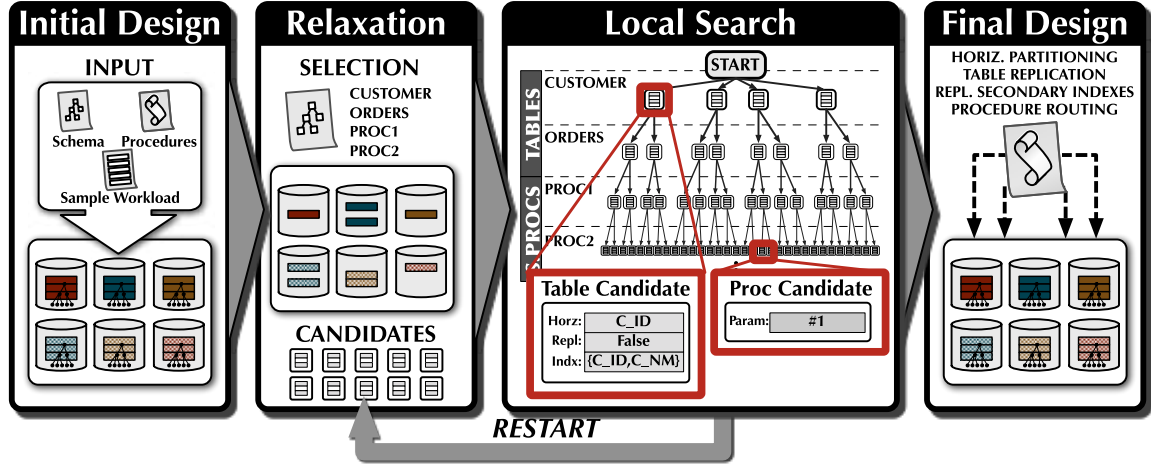 Initial Design
INPUT
Schema
Procedures
Sample Workload
Relaxation
SELECTION
CUSTOMER
ORDERS
PROC1
PROC2
CANDIDATES
Local Search
START
TABLES
PROCS
CUSTOMER
ORDERS
PROC1
PROC2
Table Candidate
Horz: C_ID
Repl: False
Indx: {C_ID,C_NM}
Proc Candidate
Param: #1
RESTART
Final Design
HORIZ. PARTITIONING
TABLE REPLICATION
REPL. SECONDARY INDEXES
PROCEDURE ROUTING